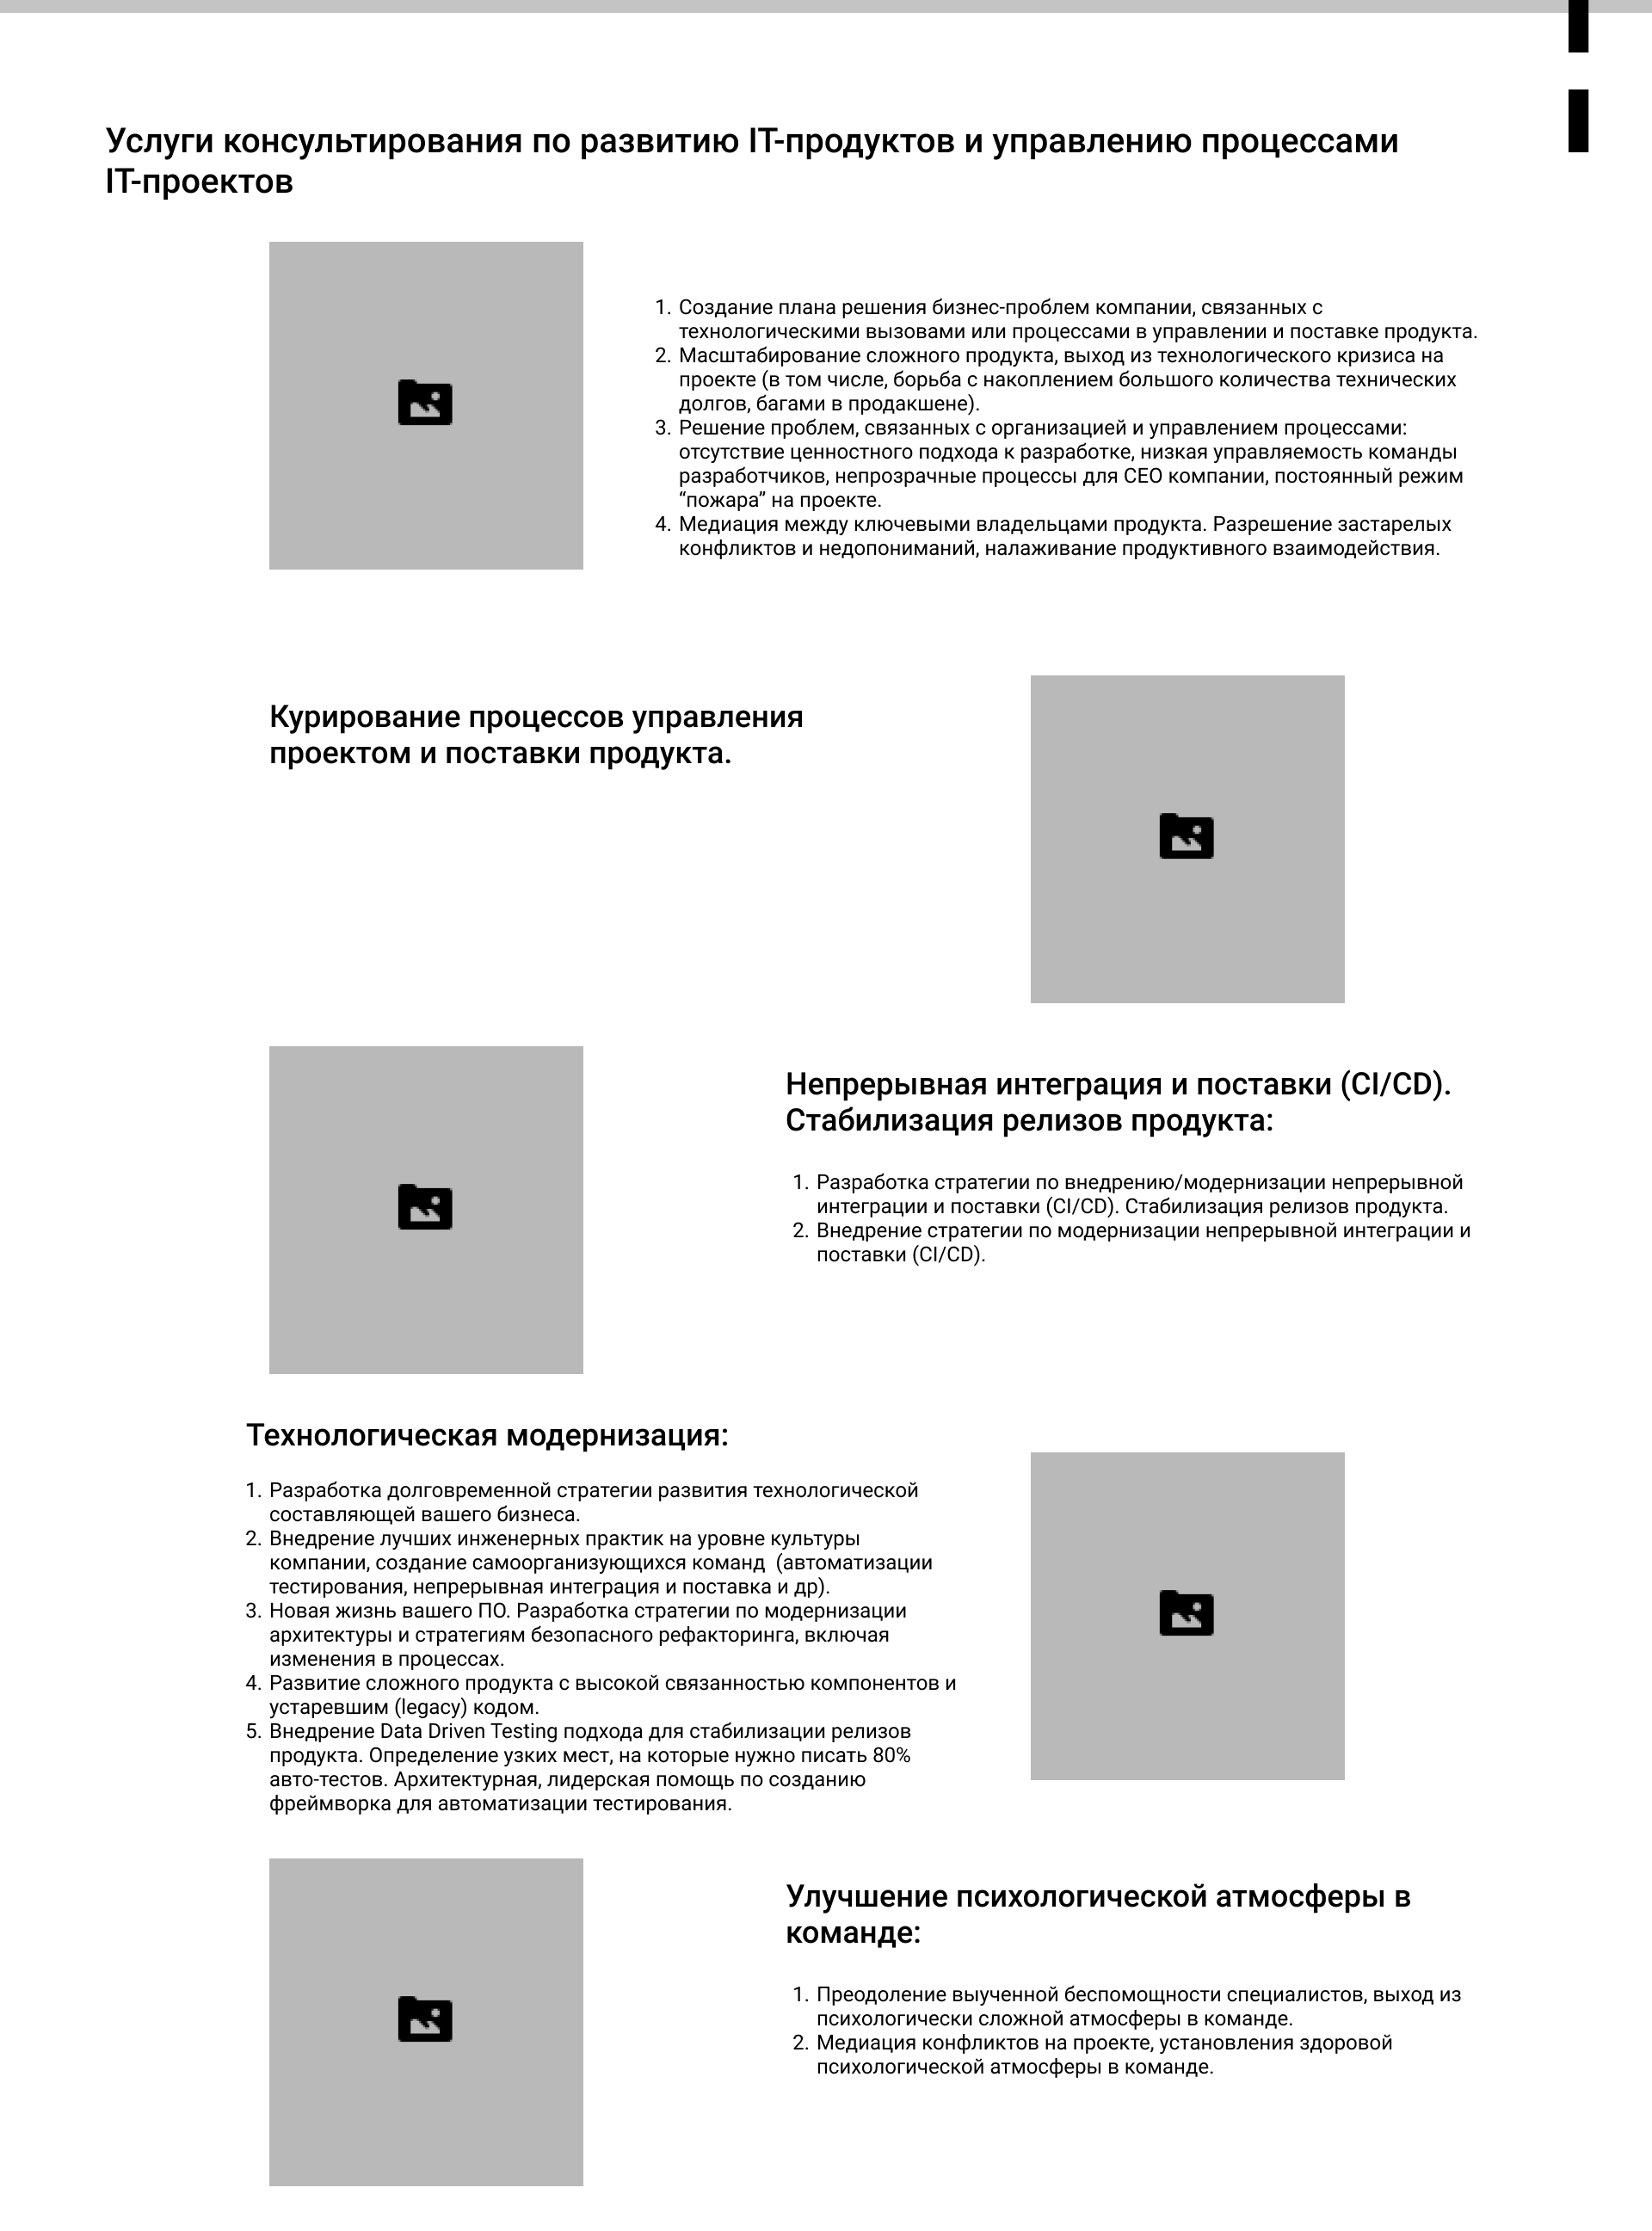 Услуги консультирования по развитию IT-продуктов и управлению процессами
IT-проектов
1. Создание плана решения бизнес-проблем компании, связанных с
технологическими вызовами или процессами в управлении и поставке продукта.
2. Масштабирование сложного продукта, выход из технологического кризиса на
проекте (в том числе, борьба с накоплением большого количества технических
долгов, багами в продакшене).
3. Решение проблем, связанных с организацией и управлением процессами:
отсутствие ценностного подхода к разработке, низкая управляемость команды
разработчиков, непрозрачные процессы для CEO компании, постоянный режим
“пожара” на проекте.
4. Медиация между ключевыми владельцами продукта. Разрешение застарелых
конфликтов и недопониманий, налаживание продуктивного взаимодействия.
Курирование процессов управления
проектом и поставки продукта.
Непрерывная интеграция и поставки (CI/CD).
Стабилизация релизов продукта:
1. Разработка стратегии по внедрению/модернизации непрерывной
интеграции и поставки (CI/CD). Стабилизация релизов продукта.
2. Внедрение стратегии по модернизации непрерывной интеграции и
поставки (CI/CD).
Технологическая модернизация:
1. Разработка долговременной стратегии развития технологической
составляющей вашего бизнеса.
2. Внедрение лучших инженерных практик на уровне культуры
компании, создание самоорганизующихся команд  (автоматизации
тестирования, непрерывная интеграция и поставка и др).
3. Новая жизнь вашего ПО. Разработка стратегии по модернизации
архитектуры и стратегиям безопасного рефакторинга, включая
изменения в процессах.
4. Развитие сложного продукта с высокой связанностью компонентов и
устаревшим (legacy) кодом.
5. Внедрение Data Driven Testing подхода для стабилизации релизов
продукта. Определение узких мест, на которые нужно писать 80%
авто-тестов. Архитектурная, лидерская помощь по созданию
фреймворка для автоматизации тестирования.
Улучшение психологической атмосферы в
команде:
1. Преодоление выученной беспомощности специалистов, выход из
психологически сложной атмосферы в команде.
2. Медиация конфликтов на проекте, установления здоровой
психологической атмосферы в команде.